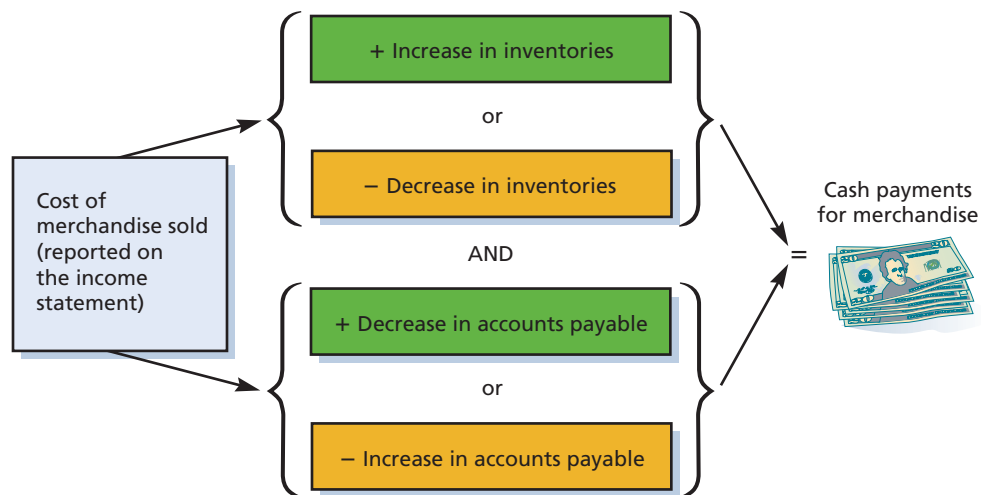 + Increase in inventories
or
− Decrease in inventories
Cost of
merchandise sold
(reported on
the income
statement)
AND
=
Cash payments
for merchandise
+ Decrease in accounts payable
or
− Increase in accounts payable